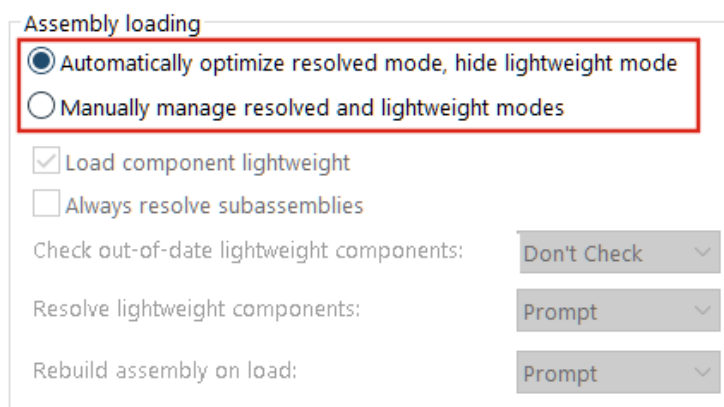 Assembly loading
Automatically optimize resolved mode, hide lightweight mode
Manually manage resolved and lightweight modes
Load component lightweight
Always resolve subassemblies
Check out-of-date lightweight components: Don't Check
Resolve lightweight components: Prompt
Rebuild assembly on load: Prompt